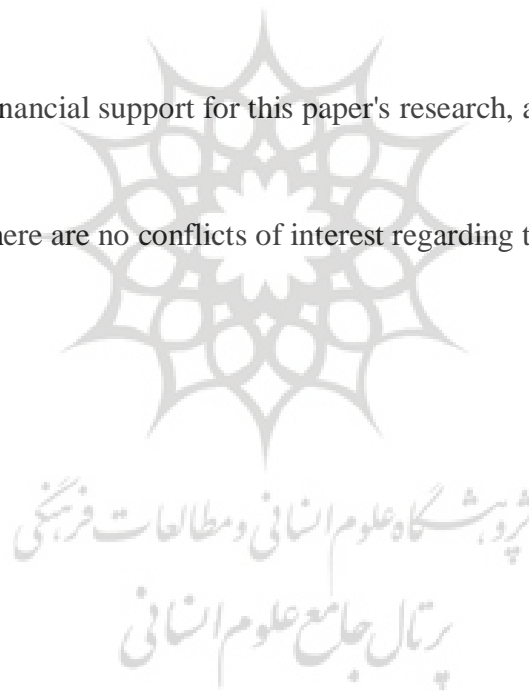 nancial support for this paper's research, a
here are no conflicts of interest regarding t
پژوهشگاه علوم انسانی و مطالعات فرهنگی
پرتال جامع علوم انسانی